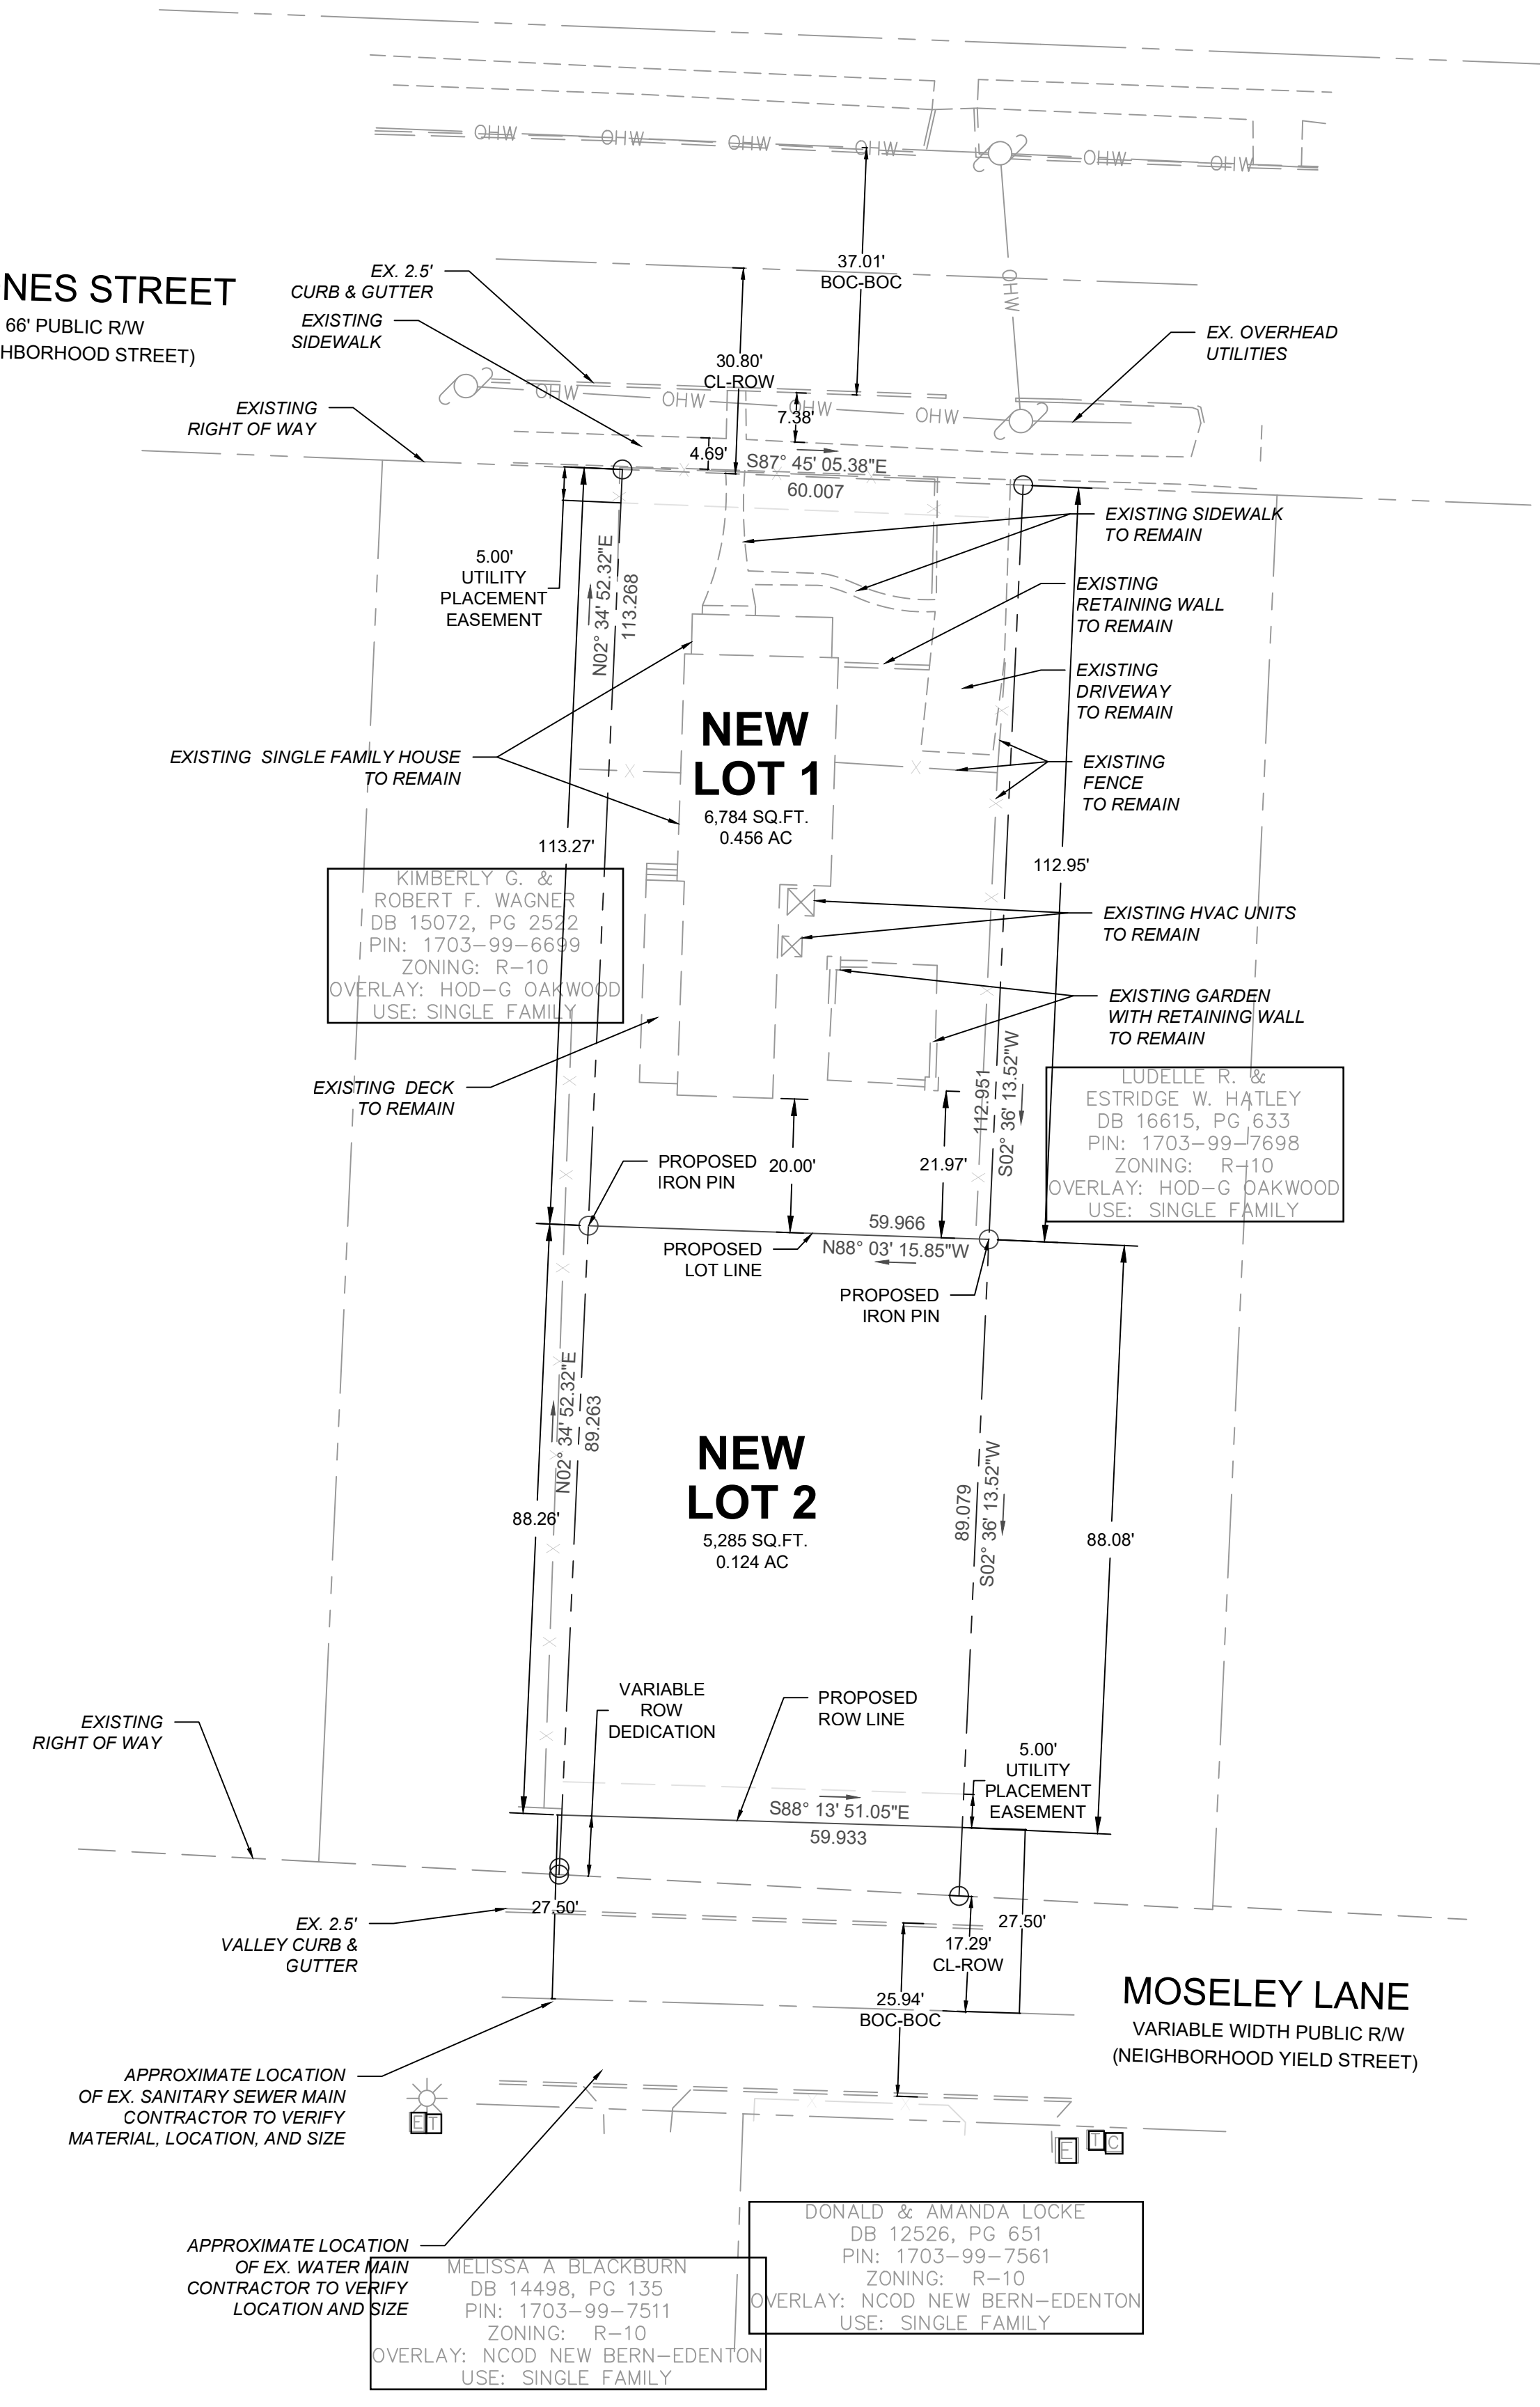 OHW OHW OHW OHW OHW OHW
37.01'
BOC-BOC
OHW
NES STREET
66' PUBLIC R/W
HBORHOOD STREET)
EX. 2.5'
CURB & GUTTER
EXISTING
SIDEWALK
EX. OVERHEAD
UTILITIES
30.80'
CL-ROW
OHW OHW OHW OHW
7.38'
EXISTING
RIGHT OF WAY
4.69'
S87° 45' 05.38"E
60.007
5.00'
UTILITY
PLACEMENT
EASEMENT
N02° 34' 52.32"E
113.268
EXISTING SIDEWALK
TO REMAIN
EXISTING
RETAINING WALL
TO REMAIN
EXISTING
DRIVEWAY
TO REMAIN
EXISTING SINGLE FAMILY HOUSE
TO REMAIN
NEW
LOT 1
6,784 SQ.FT.
0.456 AC
EXISTING
FENCE
TO REMAIN
113.27'
112.95'
KIMBERLY G. &
ROBERT F. WAGNER
DB 15072, PG 2522
PIN: 1703-99-6699
ZONING: R-10
OVERLAY: HOD-G OAKWOOD
USE: SINGLE FAMILY
EXISTING HVAC UNITS
TO REMAIN
EXISTING GARDEN
WITH RETAINING WALL
TO REMAIN
EXISTING DECK
TO REMAIN
112.951
S02° 36' 13.52"W
LUDELLE R. &
ESTRIDGE W. HATLEY
DB 16615, PG 633
PIN: 1703-99-7698
ZONING: R-10
OVERLAY: HOD-G OAKWOOD
USE: SINGLE FAMILY
PROPOSED
IRON PIN
20.00'
21.97'
59.966
N88° 03' 15.85"W
PROPOSED
LOT LINE
PROPOSED
IRON PIN
N02° 34' 52.32"E
89.263
NEW
LOT 2
5,285 SQ.FT.
0.124 AC
88.26'
89.079
S02° 36' 13.52"W
88.08'
VARIABLE
ROW
DEDICATION
PROPOSED
ROW LINE
EXISTING
RIGHT OF WAY
5.00'
UTILITY
PLACEMENT
EASEMENT
S88° 13' 51.05"E
59.933
27.50'
27.50'
EX. 2.5'
VALLEY CURB &
GUTTER
17.29'
CL-ROW
25.94'
BOC-BOC
MOSELEY LANE
VARIABLE WIDTH PUBLIC R/W
(NEIGHBORHOOD YIELD STREET)
APPROXIMATE LOCATION
OF EX. SANITARY SEWER MAIN
CONTRACTOR TO VERIFY
MATERIAL, LOCATION, AND SIZE
E T
E T C
APPROXIMATE LOCATION
OF EX. WATER MAIN
CONTRACTOR TO VERIFY
LOCATION AND SIZE
MELISSA A BLACKBURN
DB 14498, PG 135
PIN: 1703-99-7511
ZONING: R-10
OVERLAY: NCOD NEW BERN-EDENTON
USE: SINGLE FAMILY
DONALD & AMANDA LOCKE
DB 12526, PG 651
PIN: 1703-99-7561
ZONING: R-10
OVERLAY: NCOD NEW BERN-EDENTON
USE: SINGLE FAMILY